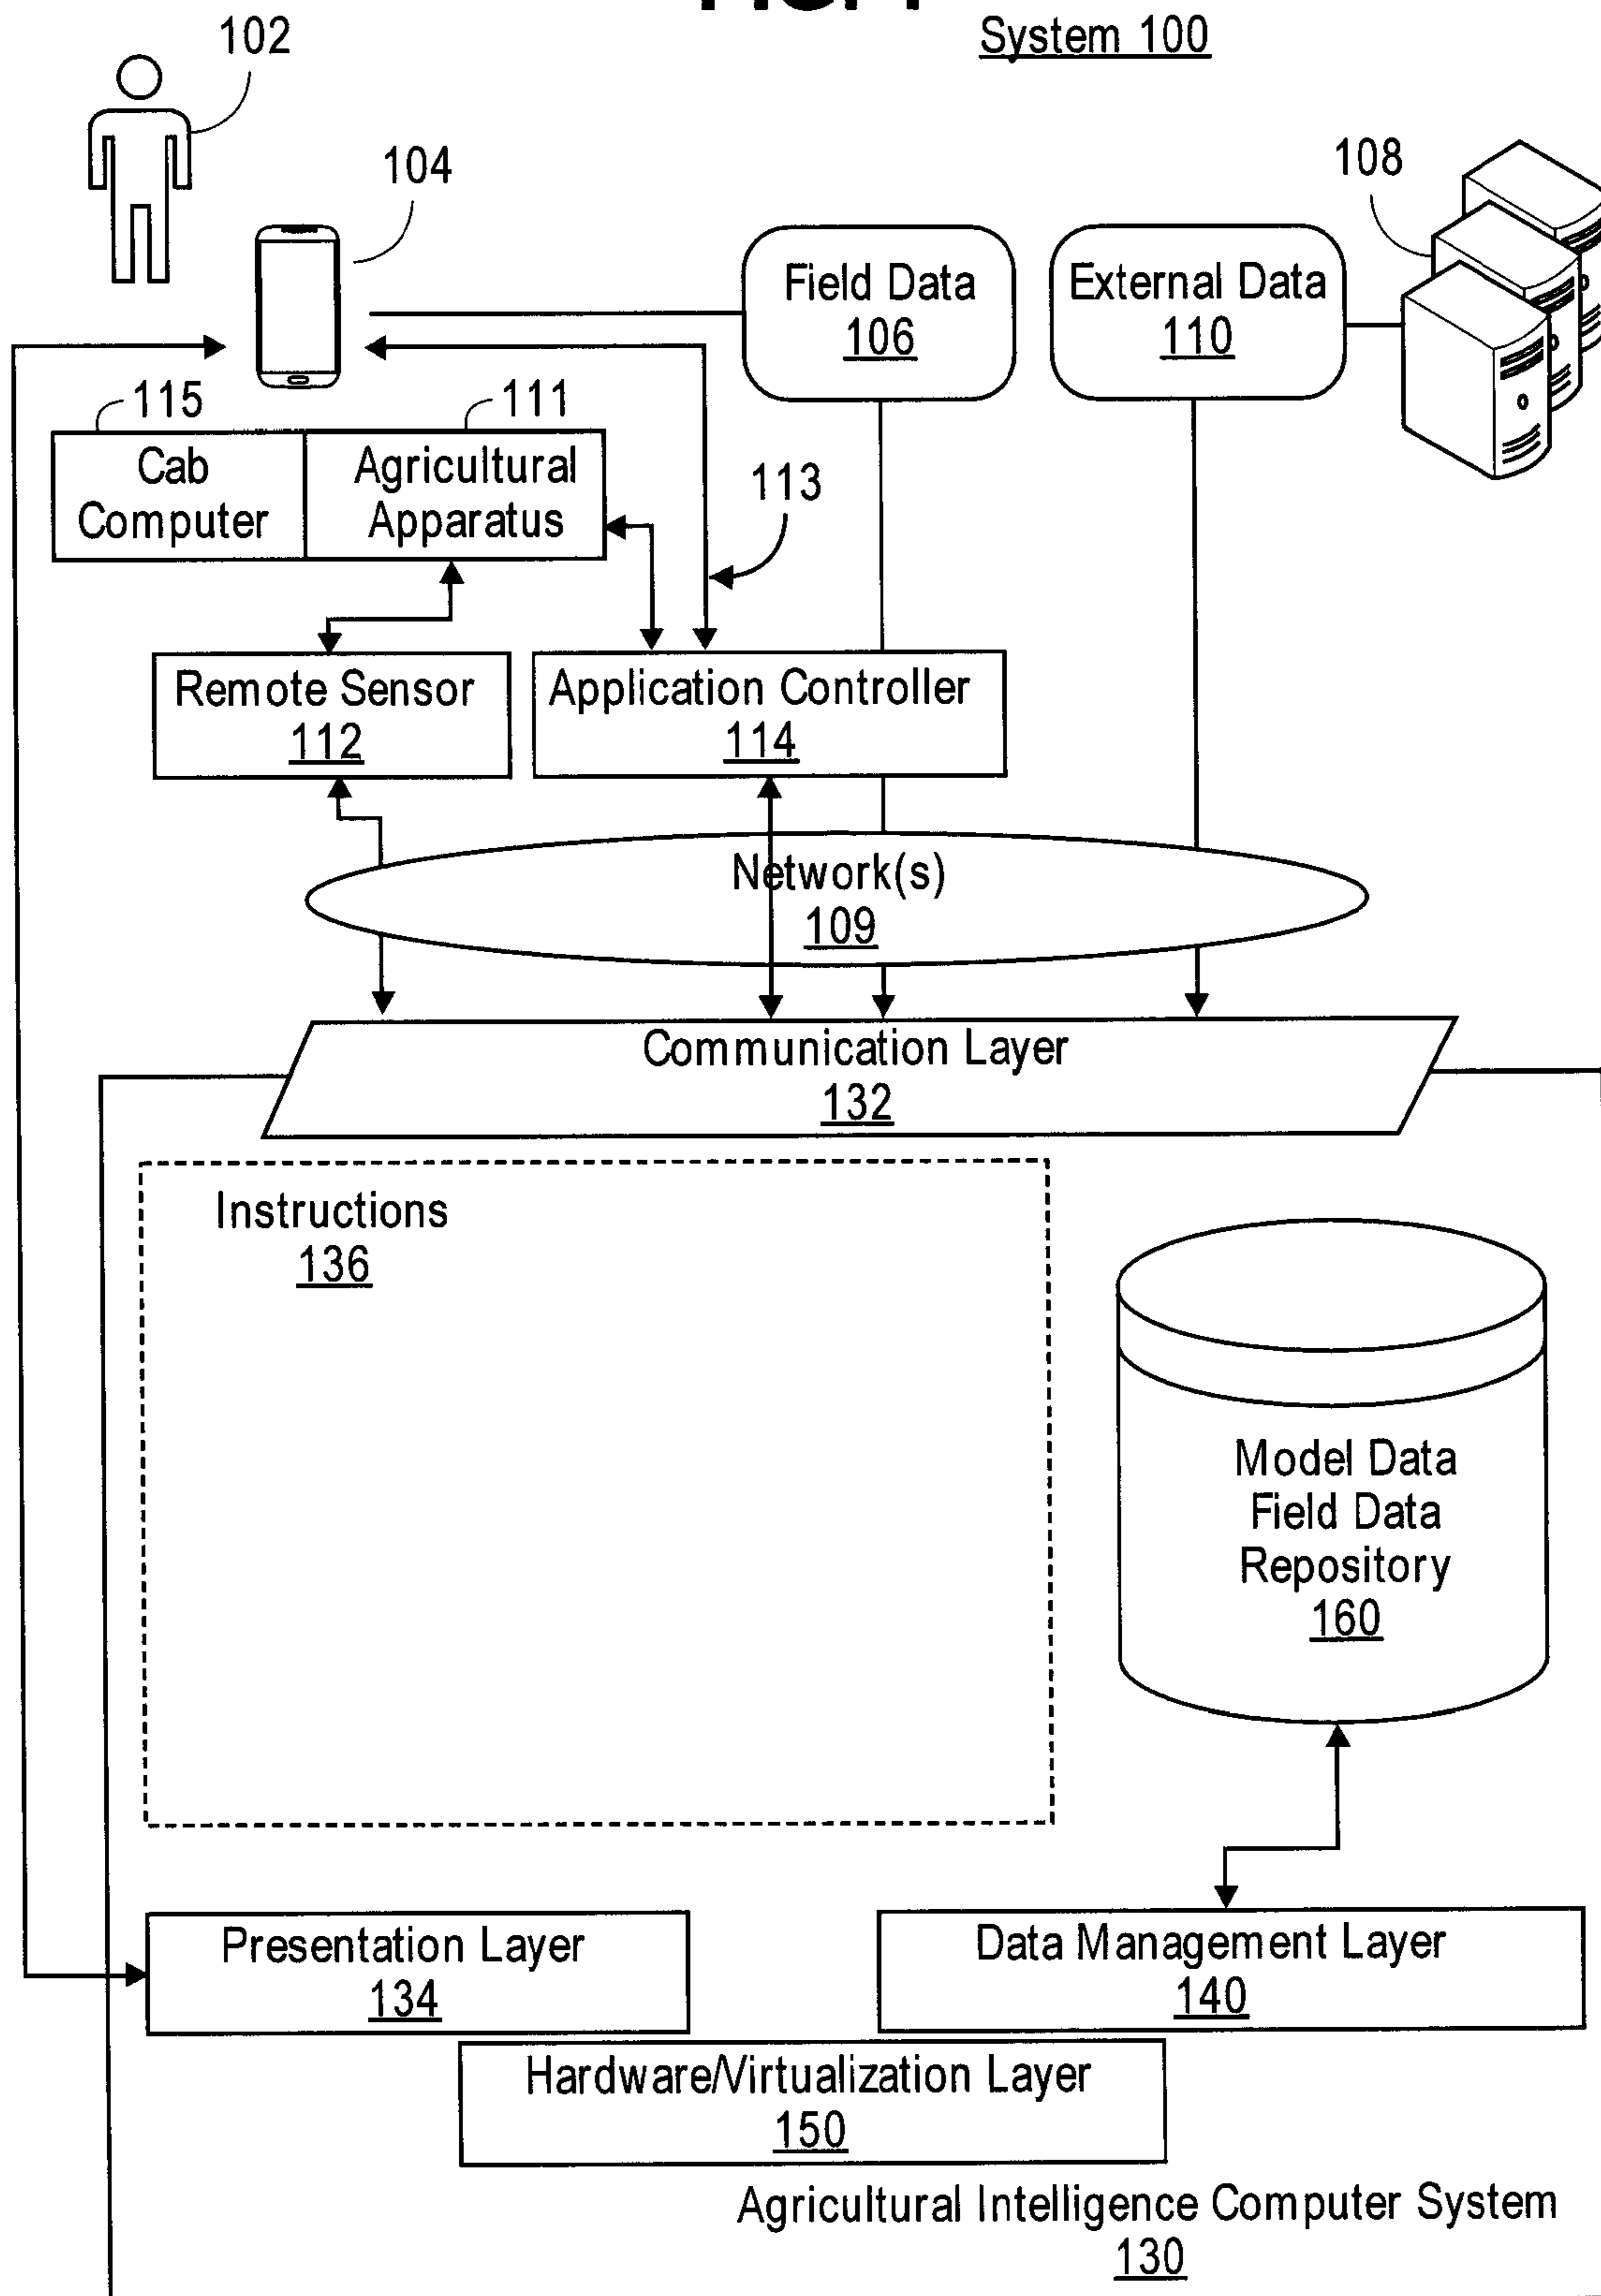 System 100
102
104
108
Field Data
106
External Data
110
115
111
Cab
Computer
Agricultural
Apparatus
113
Remote Sensor
112
Application Controller
114
Network(s)
109
Communication Layer
132
Instructions
136
Model Data
Field Data
Repository
160
Presentation Layer
134
Data Management Layer
140
Hardware/Virtualization Layer
150
Agricultural Intelligence Computer System
130